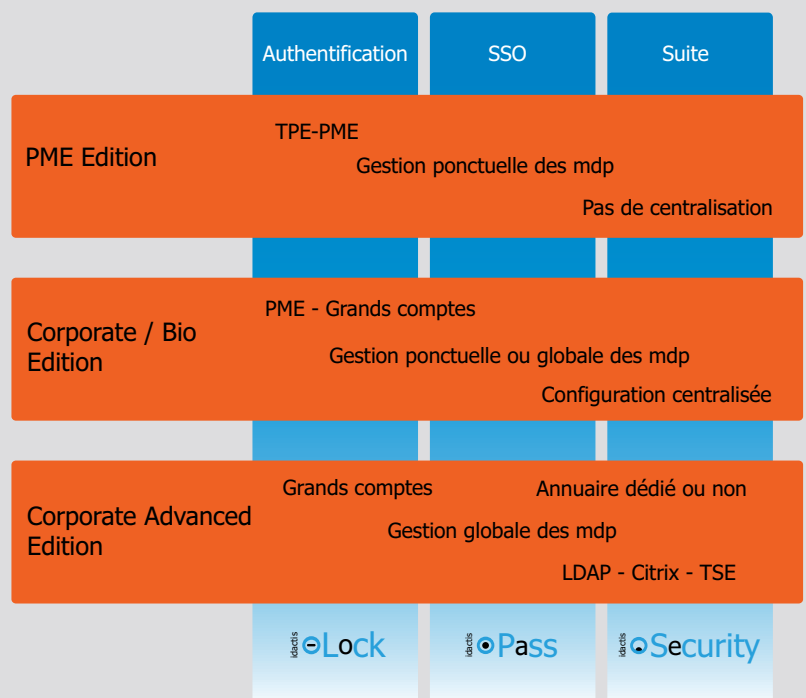 Authentification SSO Suite
PME Edition
TPE-PME
Gestion ponctuelle des mdp
Pas de centralisation
Corporate / Bio
Edition
PME - Grands comptes
Gestion ponctuelle ou globale des mdp
Configuration centralisée
Corporate Advanced
Edition
Grands comptes
Annuaire dédié ou non
Gestion globale des mdp
LDAP - Citrix - TSE
idactis Lock
idactis Pass
idactis Security